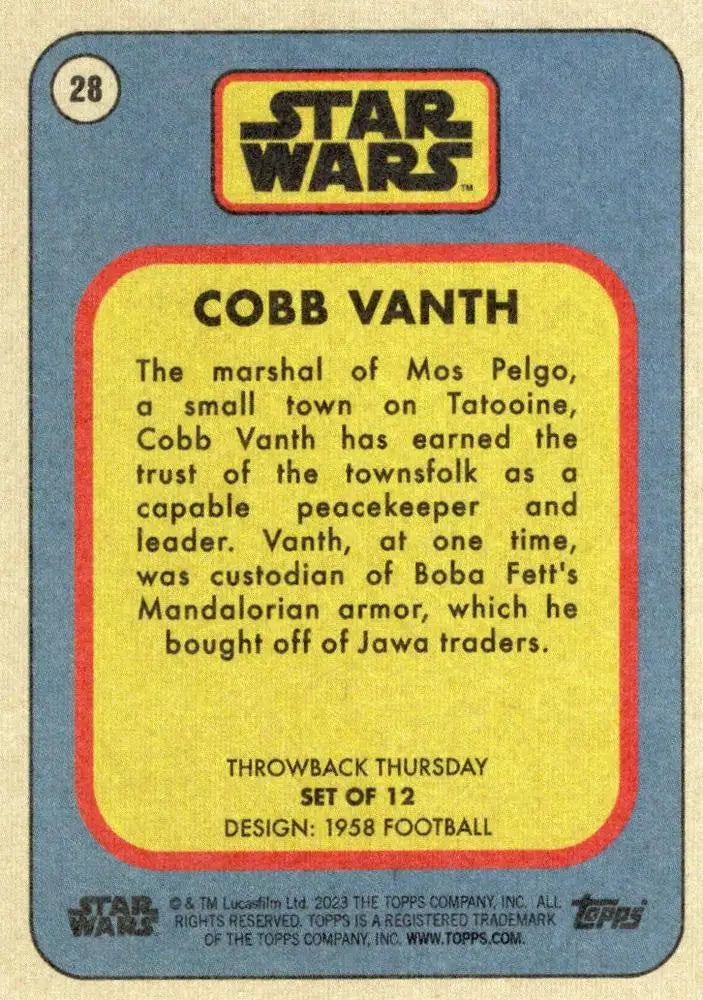 28
STAR
WARS
TM
COBB VANTH
The marshal of Mos Pelgo,
a small town on Tatooine,
Cobb Vanth has earned the
trust of the townsfolk as a
capable peacekeeper and
leader. Vanth, at one time,
was custodian of Boba Fett's
Mandalorian armor, which he
bought off of Jawa traders.
THROWBACK THURSDAY
SET OF 12
DESIGN: 1958 FOOTBALL
STAR
WARS
© & TM Lucasfilm Ltd. 2023 THE TOPPS COMPANY, INC. ALL
RIGHTS RESERVED. TOPPS IS A REGISTERED TRADEMARK
OF THE TOPPS COMPANY, INC. WWW.TOPPS.COM.
topps